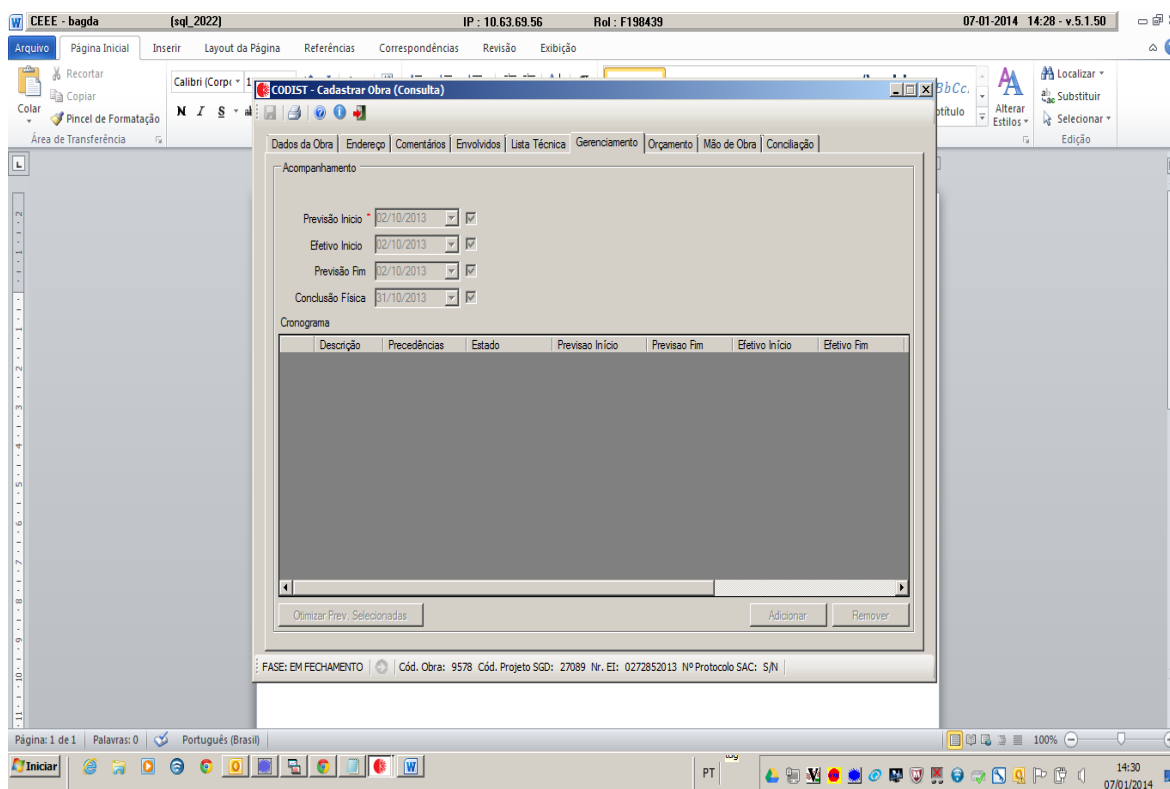 CEEE - bagda (sql_2022) IP : 10.63.69.56 Rol : F198439 07-01-2014 14:28 - v.5.1.50
Arquivo Página Inicial Inserir Layout da Página Referências Correspondências Revisão Exibição
Colar
Recortar
Copiar
Pincel de Formatação
Área de Transferência
Calibri (Corp
N I S
BbCc.
Alterar Estilos
Localizar
Substituir
Selecionar
Edição
CODIST - Cadastrar Obra (Consulta)
Dados da Obra Endereço Comentários Envolvidos Lista Técnica Gerenciamento Orçamento Mão de Obra Conciliação
Acompanhamento
Previsão Inicio * 02/10/2013
Efetivo Inicio 02/10/2013
Previsão Fim 02/10/2013
Conclusão Física 31/10/2013
Cronograma
Descrição Precedências Estado Previsao Início Previsao Fim Efetivo Início Efetivo Fim
Otimizar Prev. Selecionadas Adicionar Remover
FASE: EM FECHAMENTO Cód. Obra: 9578 Cód. Projeto SGD: 27089 Nr. EI: 0272852013 Nº Protocolo SAC: S/N
Página: 1 de 1 Palavras: 0 Português (Brasil) 100%
Iniciar PT 14:30
07/01/2014